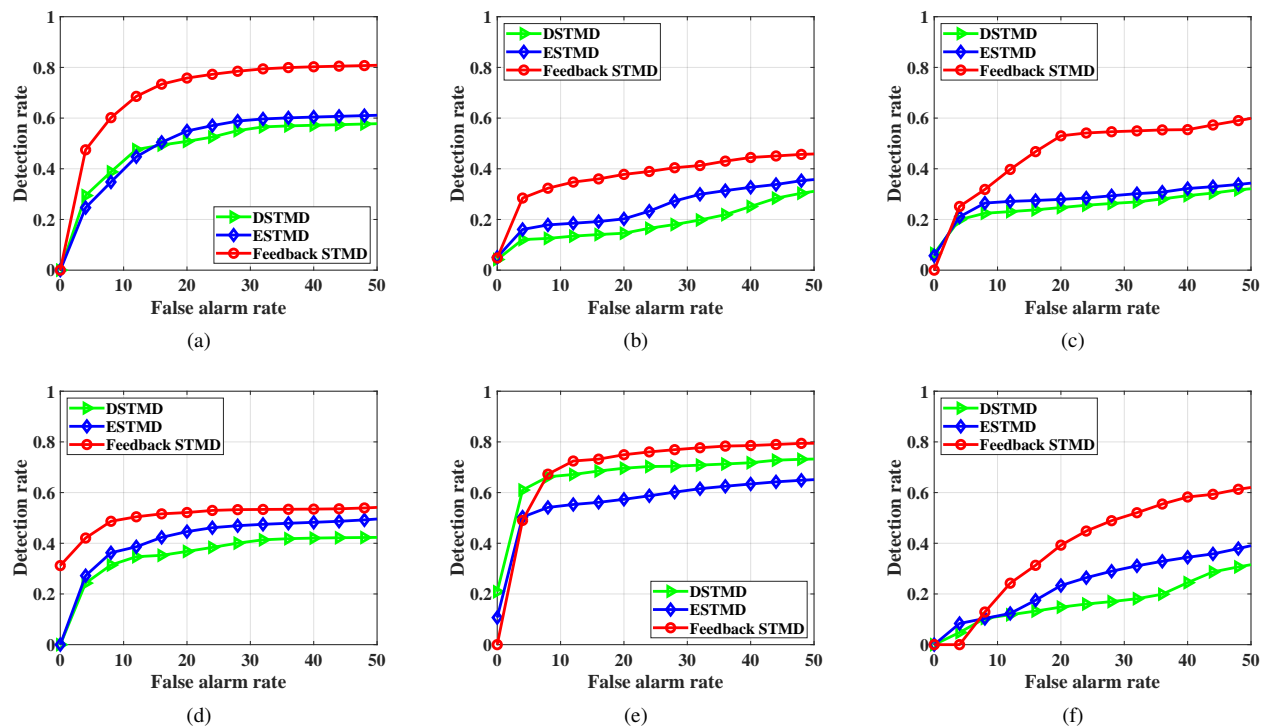 1
0.8
0.6
0.4
0.2
0
Detection rate
DSTMD
ESTMD
Feedback STMD
0 10 20 30 40 50
False alarm rate
(a)
1
0.8
0.6
0.4
0.2
0
Detection rate
DSTMD
ESTMD
Feedback STMD
0 10 20 30 40 50
False alarm rate
(b)
1
0.8
0.6
0.4
0.2
0
Detection rate
DSTMD
ESTMD
Feedback STMD
0 10 20 30 40 50
False alarm rate
(c)
1
0.8
0.6
0.4
0.2
0
Detection rate
DSTMD
ESTMD
Feedback STMD
0 10 20 30 40 50
False alarm rate
(d)
1
0.8
0.6
0.4
0.2
0
Detection rate
DSTMD
ESTMD
Feedback STMD
0 10 20 30 40 50
False alarm rate
(e)
1
0.8
0.6
0.4
0.2
0
Detection rate
DSTMD
ESTMD
Feedback STMD
0 10 20 30 40 50
False alarm rate
(f)